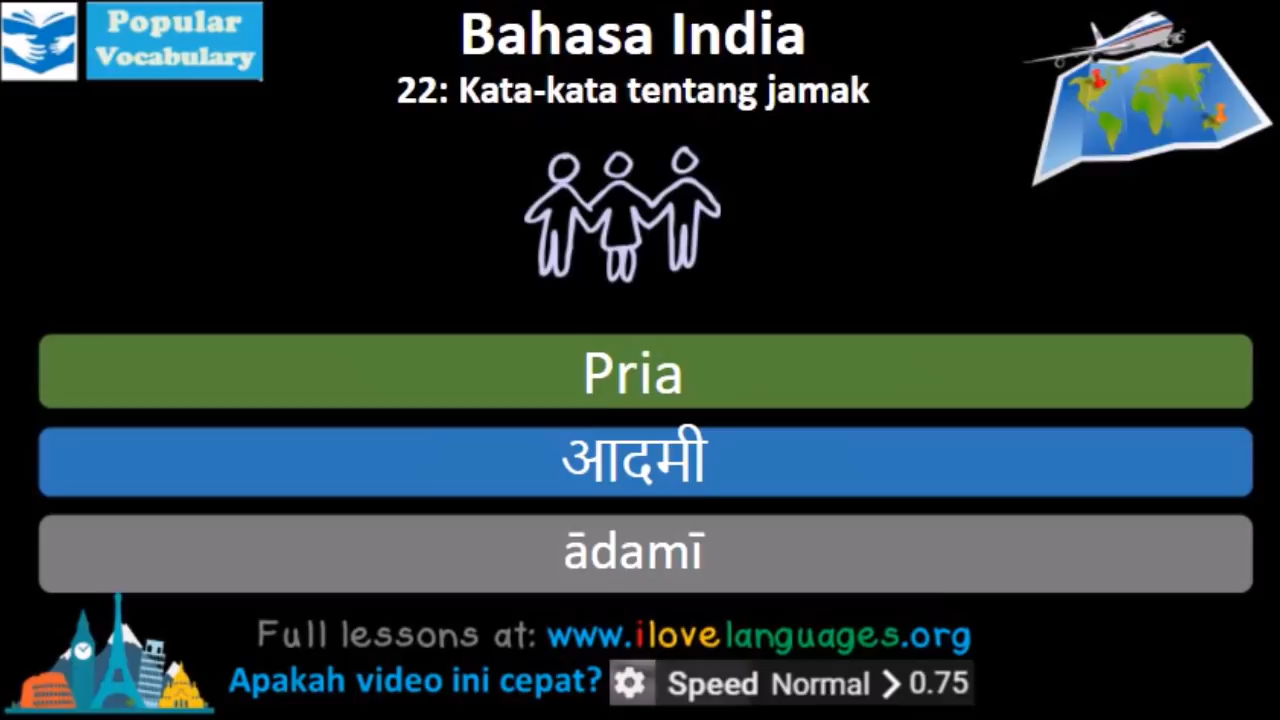 Popular
Vocabulary
Bahasa India
22: Kata-kata tentang jamak
Pria
आदमी
ādamī
Full lessons at: www.ilovelanguages.org
Apakah video ini cepat? Speed Normal > 0.75